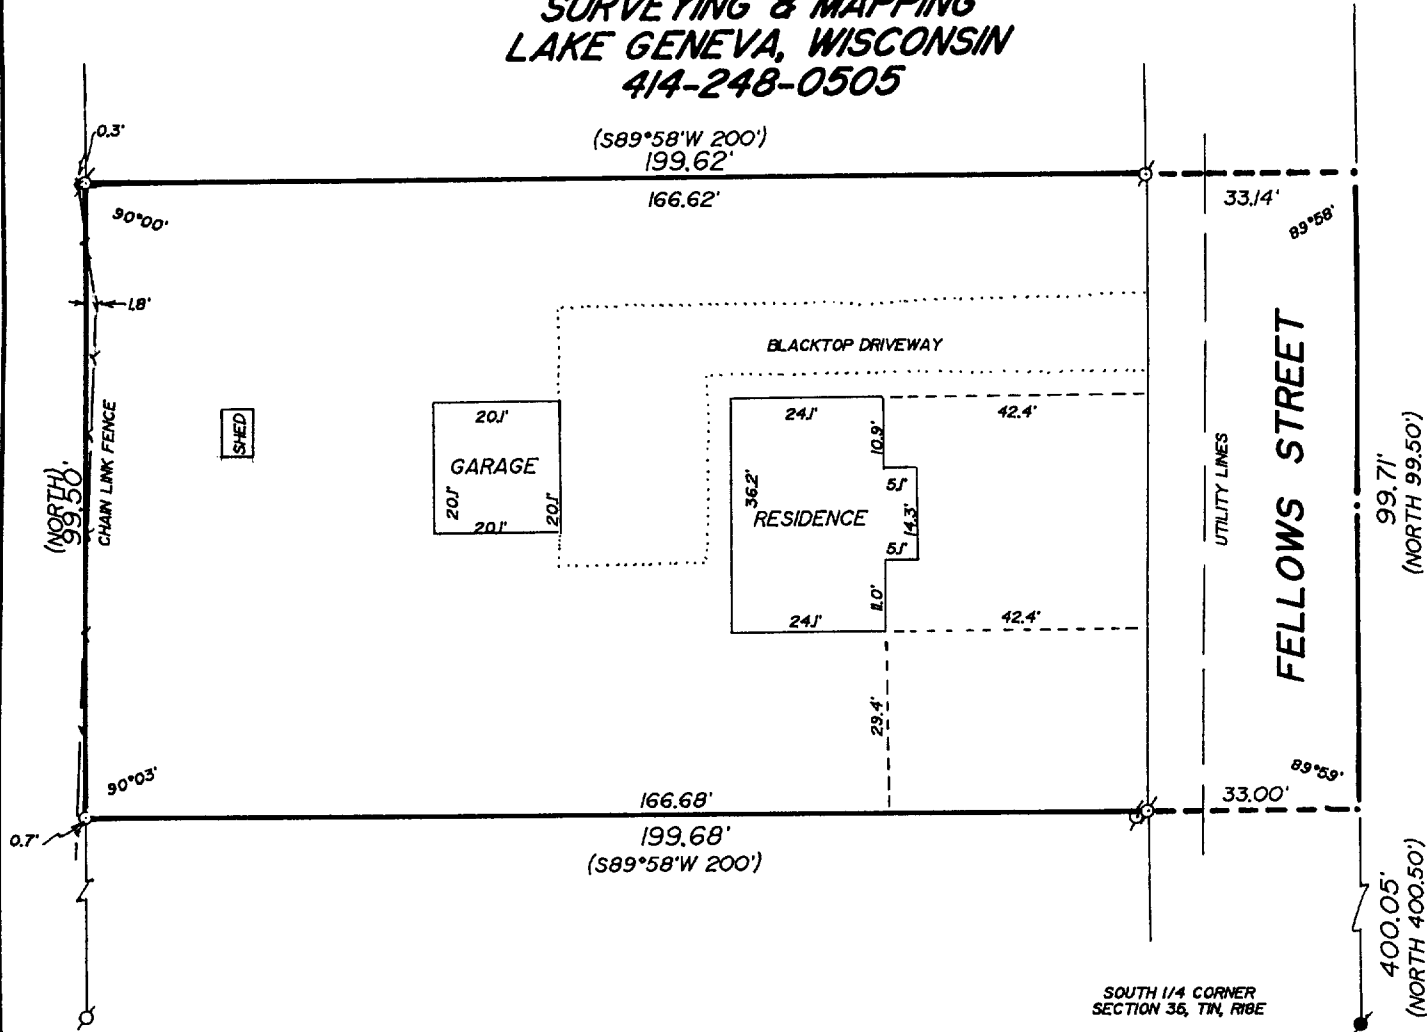 SURVEYING & MAPPING
LAKE GENEVA, WISCONSIN
414-248-0505
0.3'
(S89°58'W 200')
199.62'
166.62'
33.14'
90°00'
89°58'
1.8'
BLACKTOP DRIVEWAY
CHAIN LINK FENCE
(NORTH)
99.50'
SHED
20.1'
GARAGE
20.1'
20.1'
20.1'
24.1'
36.2'
RESIDENCE
10.9'
5.1'
14.3'
5.1'
11.0'
24.1'
42.4'
42.4'
29.4'
UTILITY LINES
FELLOWS STREET
99.71'
(NORTH 99.50')
90°03'
89°59'
0.7'
166.68'
33.00'
199.68'
(S89°58'W 200')
400.05'
(NORTH 400.50')
SOUTH 1/4 CORNER
SECTION 36, T1N, R18E